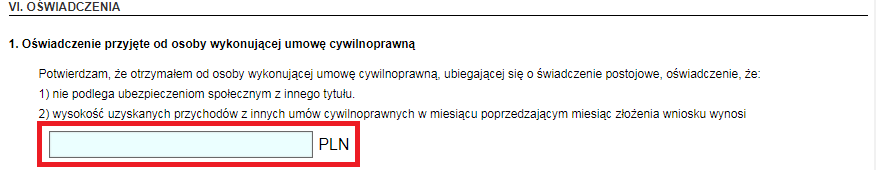 VI. OŚWIADCZENIA
1. Oświadczenie przyjęte od osoby wykonującej umowę cywilnoprawną
Potwierdzam, że otrzymałem od osoby wykonującej umowę cywilnoprawną, ubiegającej się o świadczenie postojowe, oświadczenie, że:
1) nie podlega ubezpieczeniom społecznym z innego tytułu.
2) wysokość uzyskanych przychodów z innych umów cywilnoprawnych w miesiącu poprzedzającym miesiąc złożenia wniosku wynosi
PLN